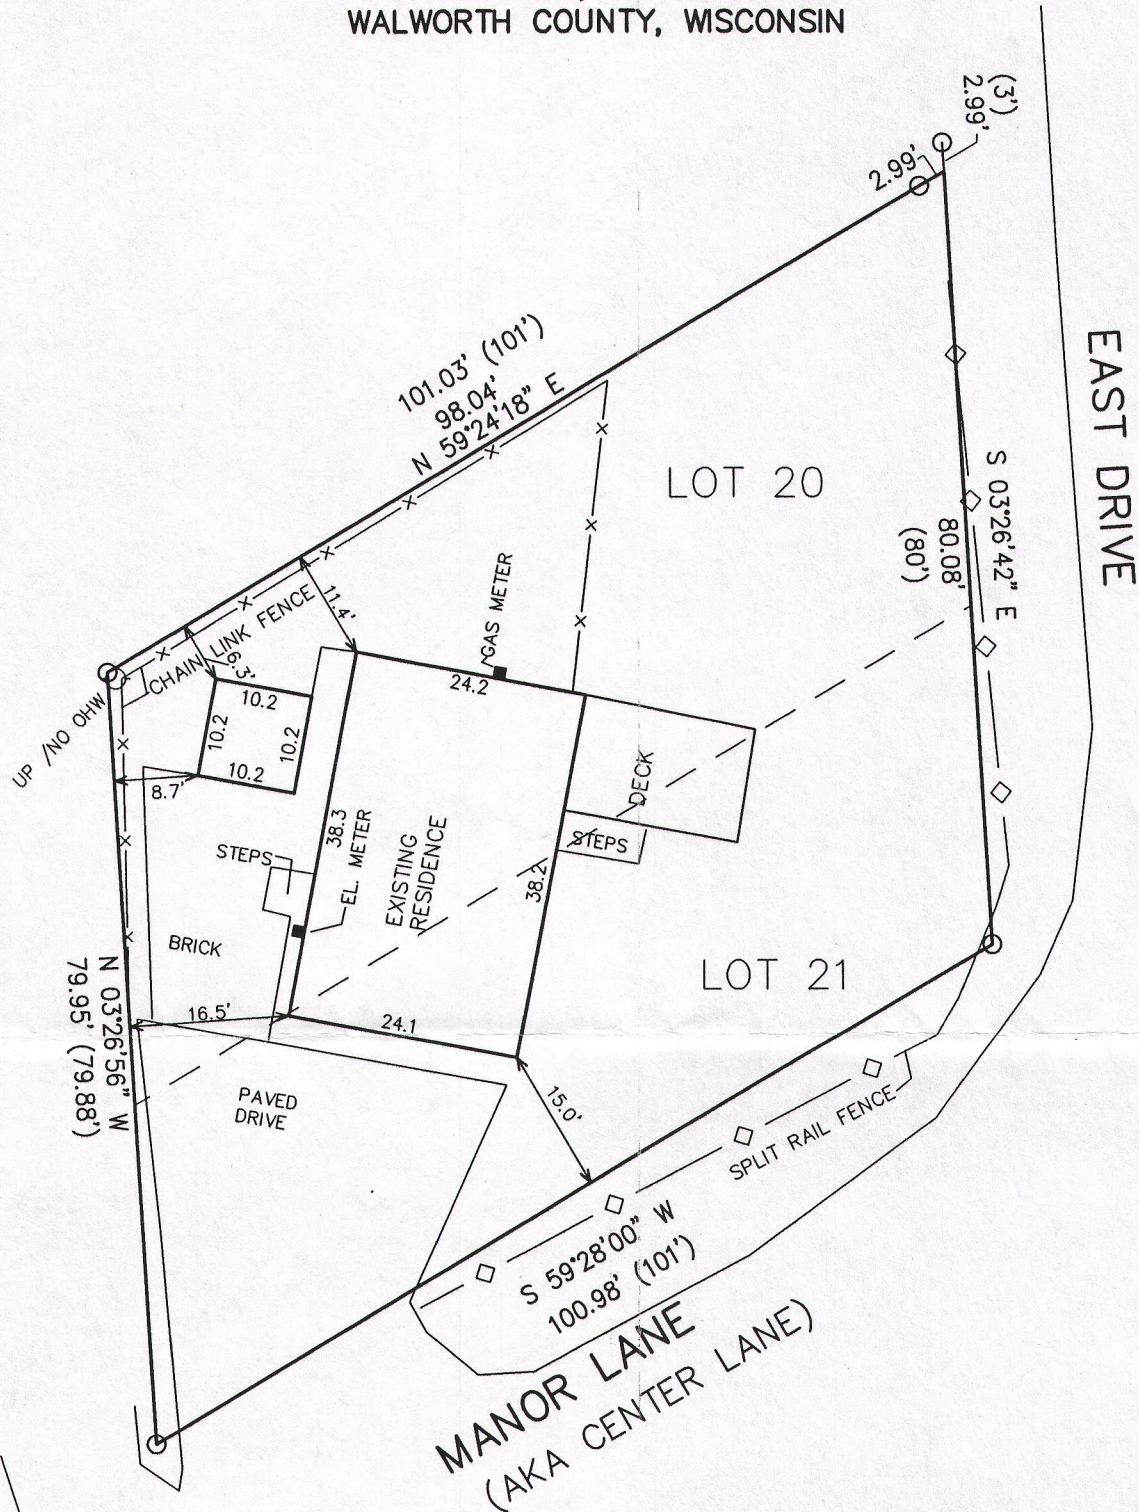 WALWORTH COUNTY, WISCONSIN
(3')
2.99'
2.99'
EAST DRIVE
101.03' (101')
98.04'
N 59°24'18" E
LOT 20
S 03°26'42" E
80.08'
(80')
GAS METER
11.4'
CHAIN LINK FENCE
6.3'
UP /NO OHW
24.2
10.2
10.2
10.2
10.2
8.7'
DECK
STEPS
38.3
EL. METER
STEPS
EXISTING
RESIDENCE
38.2
BRICK
LOT 21
N 03°26'56" W
79.95' (79.88')
16.5'
24.1
PAVED
DRIVE
15.0'
SPLIT RAIL FENCE
S 59°28'00" W
100.98' (101')
MANOR LANE
(AKA CENTER LANE)